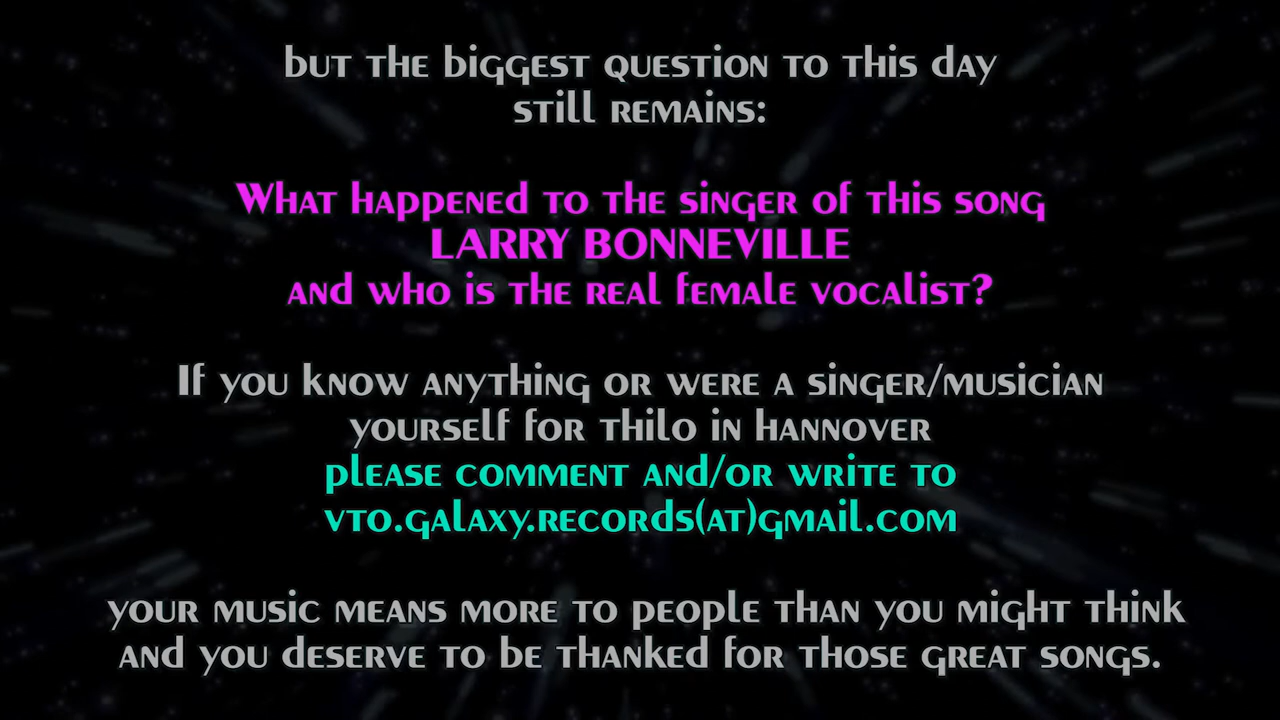 but the biggest question to this day
still remains:
What happened to the singer of this song
LARRY BONNEVILLE
and who is the real female vocalist?
If you know anything or were a singer/musician
yourself for Thilo in Hannover
please comment and/or write to
vto.galaxy.records(at)gmail.com
your music means more to people than you might think
and you deserve to be thanked for those great songs.